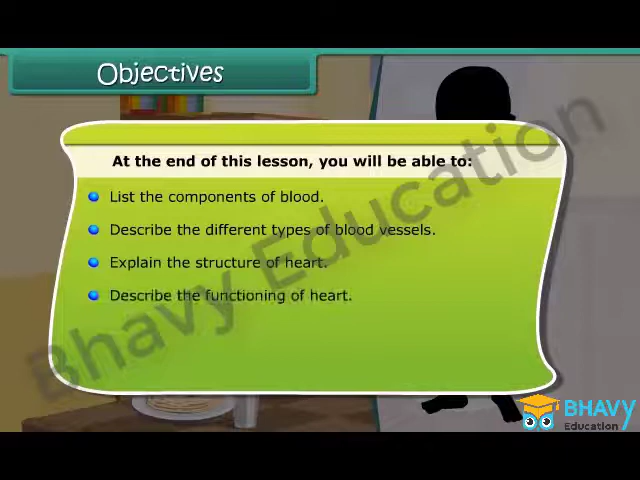 Objectives
At the end of this lesson, you will be able to:
List the components of blood.
Describe the different types of blood vessels.
Explain the structure of heart.
Describe the functioning of heart.
Bhavy Education
BHAVY
Education